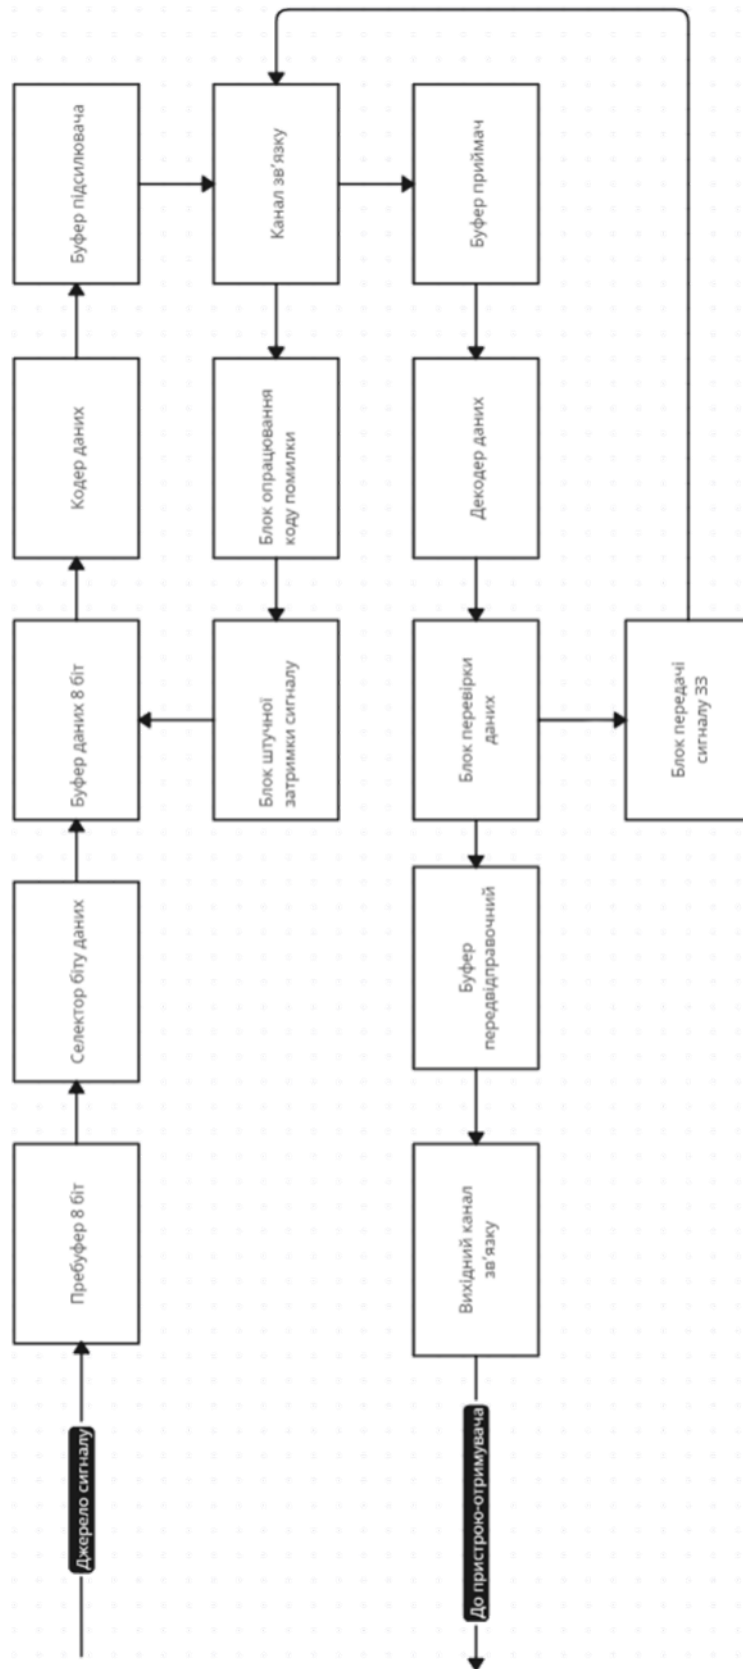 Джерело сигналу
Пребуфер 8 біт
Селектор біту даних
Буфер даних 8 біт
Кодер даних
Буфер підсилювача
Блок штучної
затримки сигналу
Блок опрацювання
коду помилки
Канал зв'язку
До пристрою-отримувача
Вихідний канал
зв'язку
Буфер
передвідправочний
Блок перевірки
даних
Декодер даних
Буфер приймач
Блок передачі
сигналу ЗЗ